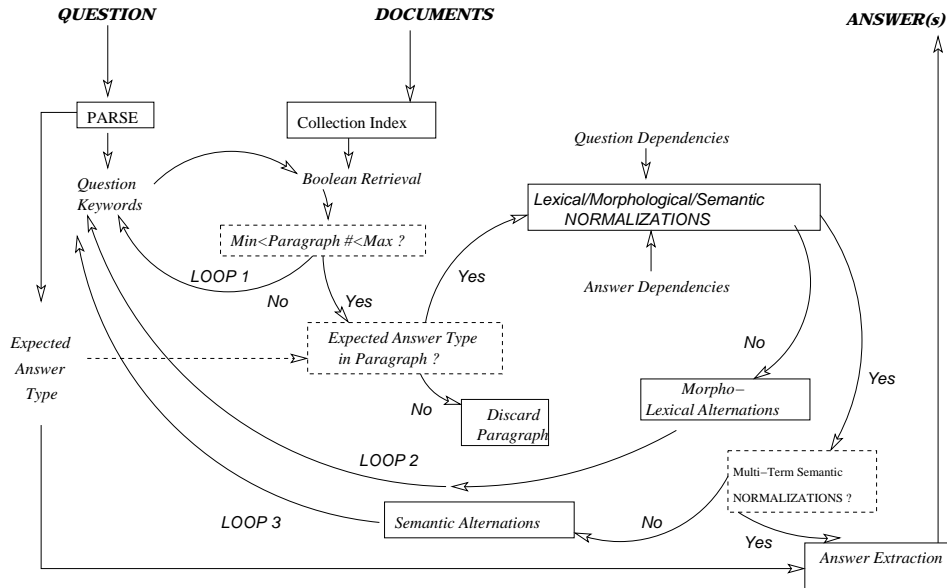 QUESTION
DOCUMENTS
ANSWER(s)
PARSE
Collection Index
Question Dependencies
Question
Keywords
Boolean Retrieval
Lexical/Morphological/Semantic
NORMALIZATIONS
Min<Paragraph #<Max ?
LOOP 1
No
Yes
Yes
Answer Dependencies
Expected
Answer
Type
Expected Answer Type
in Paragraph ?
No
Yes
No
Discard
Paragraph
Morpho–
Lexical Alternations
LOOP 2
Multi–Term Semantic
NORMALIZATIONS ?
LOOP 3
Semantic Alternations
No
Yes
Answer Extraction